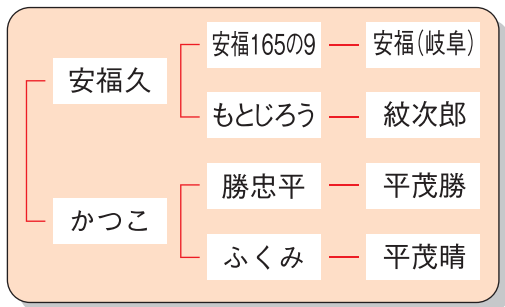 安福久
安福165の9
安福(岐阜)
もとじろう
紋次郎
かつこ
勝忠平
平茂勝
ふくみ
平茂晴